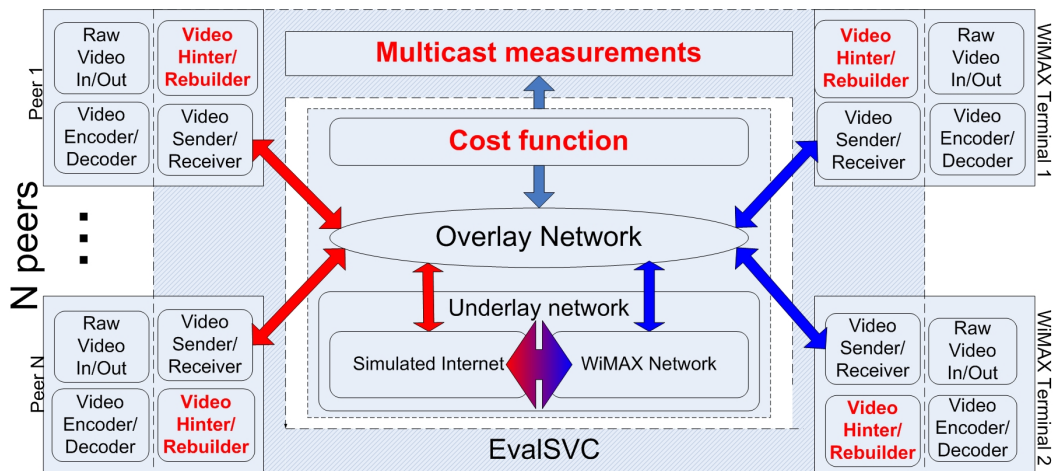 Peer 1
Raw
Video
In/Out
Video
Hinter/
Rebuilder
Video
Encoder/
Decoder
Video
Sender/
Receiver
N peers
...
Peer N
Raw
Video
In/Out
Video
Sender/
Receiver
Video
Encoder/
Decoder
Video
Hinter/
Rebuilder
Multicast measurements
Cost function
Overlay Network
Underlay network
Simulated Internet
WiMAX Network
EvalSVC
Video
Hinter/
Rebuilder
Raw
Video
In/Out
Video
Sender/
Receiver
Video
Encoder/
Decoder
WiMAX Terminal 1
Video
Sender/
Receiver
Raw
Video
In/Out
Video
Hinter/
Rebuilder
Video
Encoder/
Decoder
WiMAX Terminal 2